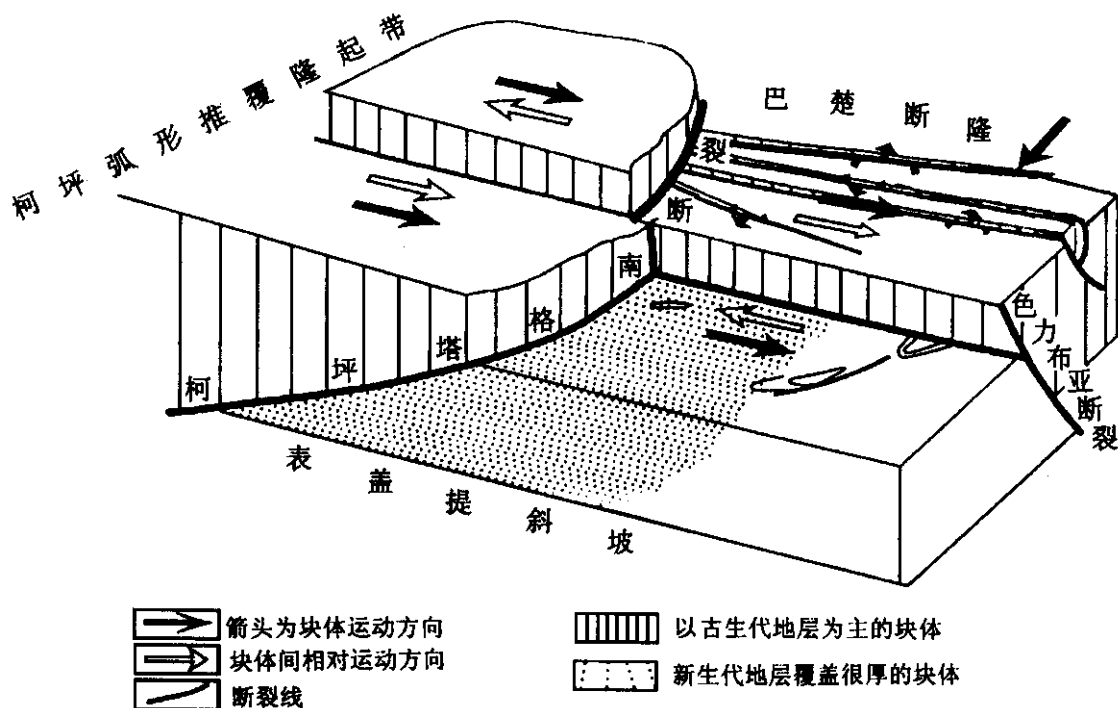 柯坪弧形推覆隆起带
巴楚断隆
柯坪塔格南断裂
色力布亚断裂
表盖提斜坡
箭头为块体运动方向
块体间相对运动方向
断裂线
以古生代地层为主的块体
新生代地层覆盖很厚的块体